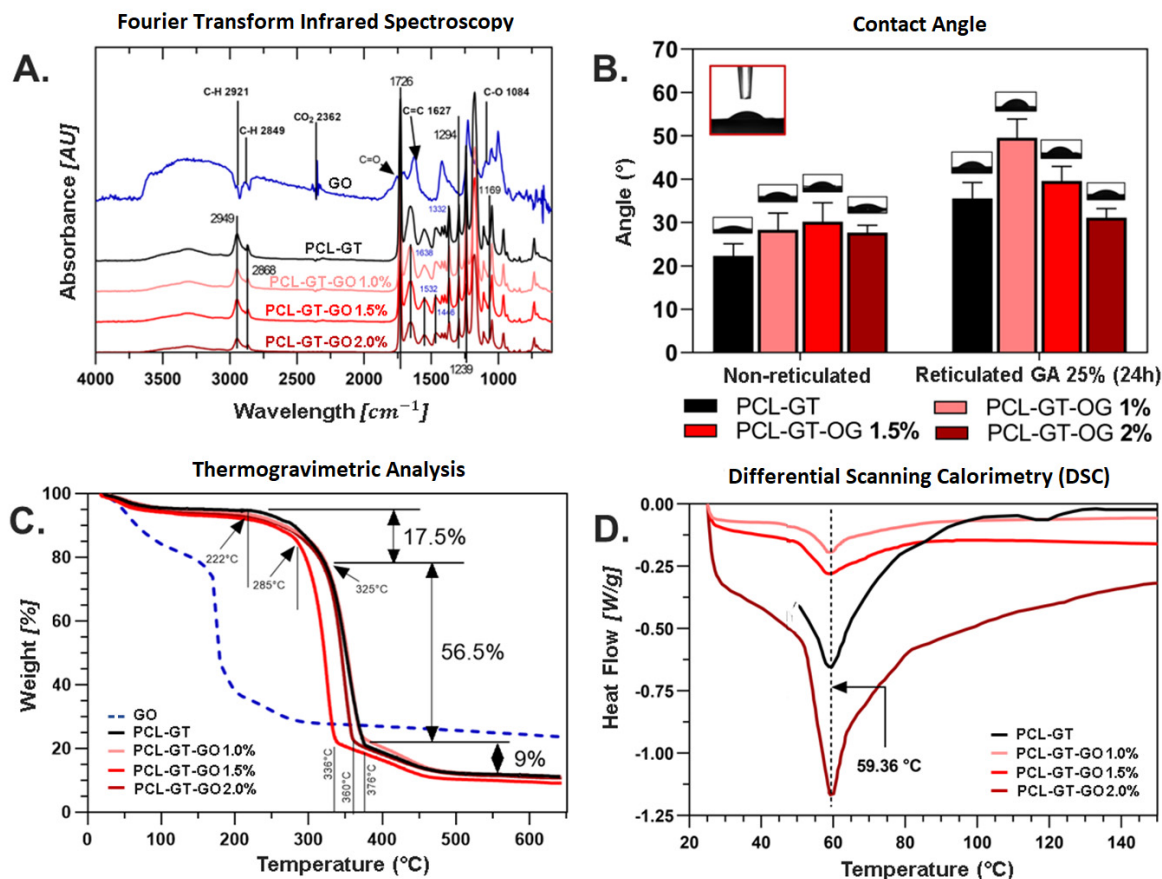 Fourier Transform Infrared Spectroscopy
A.
Absorbance [AU]
C-H 2921
C-H 2849
CO₂ 2362
1726
C=C 1627
1294
C-O 1084
C=O
GO
1169
1332
2949
2868
PCL-GT
1638
PCL-GT-GO 1.0%
1532
PCL-GT-GO 1.5%
1446
PCL-GT-GO 2.0%
1239
4000 3500 3000 2500 2000 1500 1000
Wavelength [cm⁻¹]
Contact Angle
B.
Angle (°)
70
60
50
40
30
20
10
0
Non-reticulated
Reticulated GA 25% (24h)
PCL-GT
PCL-GT-OG 1%
PCL-GT-OG 1.5%
PCL-GT-OG 2%
Thermogravimetric Analysis
C.
Weight [%]
100
80
60
40
20
0
222°C
285°C
325°C
17.5%
56.5%
9%
336°C
360°C
376°C
GO
PCL-GT
PCL-GT-GO 1.0%
PCL-GT-GO 1.5%
PCL-GT-GO 2.0%
0 100 200 300 400 500 600
Temperature (°C)
Differential Scanning Calorimetry (DSC)
D.
Heat Flow [W/g]
0.00
-0.25
-0.50
-0.75
-1.00
-1.25
59.36 °C
PCL-GT
PCL-GT-GO 1.0%
PCL-GT-GO 1.5%
PCL-GT-GO 2.0%
20 40 60 80 100 120 140
Temperature (°C)